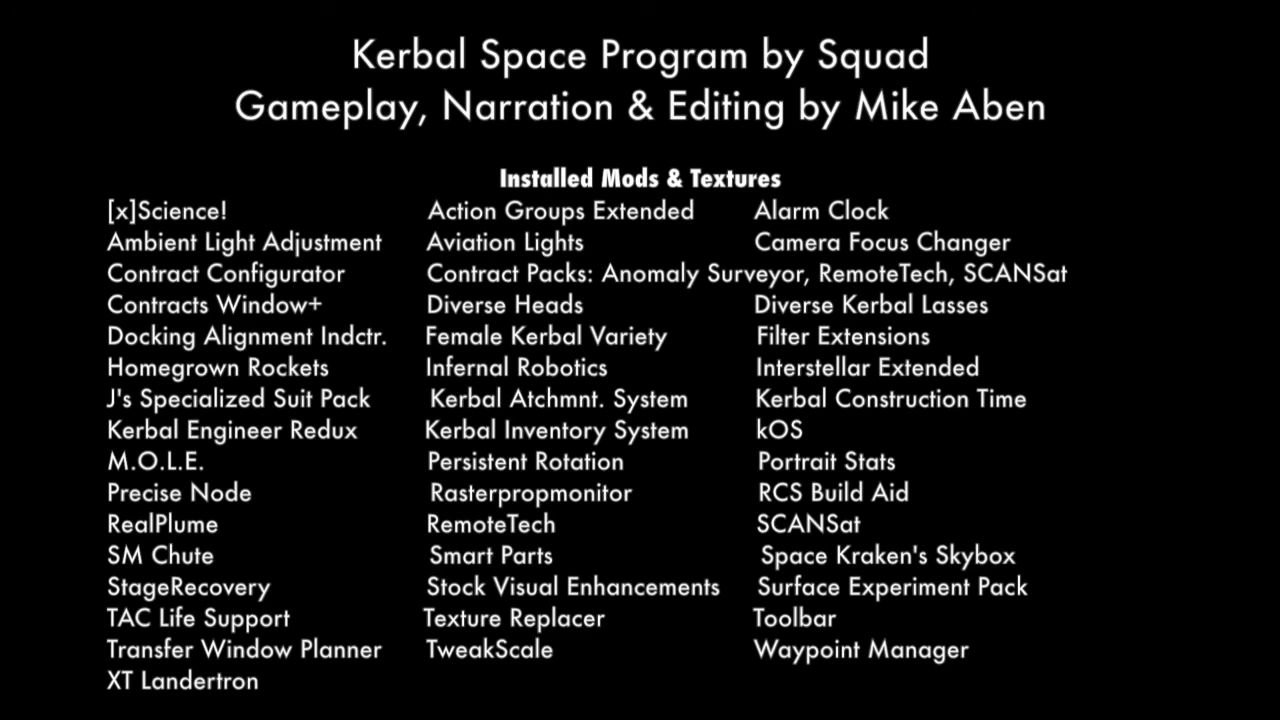 Kerbal Space Program by Squad
Gameplay, Narration & Editing by Mike Aben
Installed Mods & Textures
[x]Science! Action Groups Extended Alarm Clock
Ambient Light Adjustment Aviation Lights Camera Focus Changer
Contract Configurator Contract Packs: Anomaly Surveyor, RemoteTech, SCANSat
Contracts Window+ Diverse Heads Diverse Kerbal Lasses
Docking Alignment Indctr. Female Kerbal Variety Filter Extensions
Homegrown Rockets Infernal Robotics Interstellar Extended
J's Specialized Suit Pack Kerbal Atchmnt. System Kerbal Construction Time
Kerbal Engineer Redux Kerbal Inventory System kOS
M.O.L.E. Persistent Rotation Portrait Stats
Precise Node Rasterpropmonitor RCS Build Aid
RealPlume RemoteTech SCANSat
SM Chute Smart Parts Space Kraken's Skybox
StageRecovery Stock Visual Enhancements Surface Experiment Pack
TAC Life Support Texture Replacer Toolbar
Transfer Window Planner TweakScale Waypoint Manager
XT Landertron